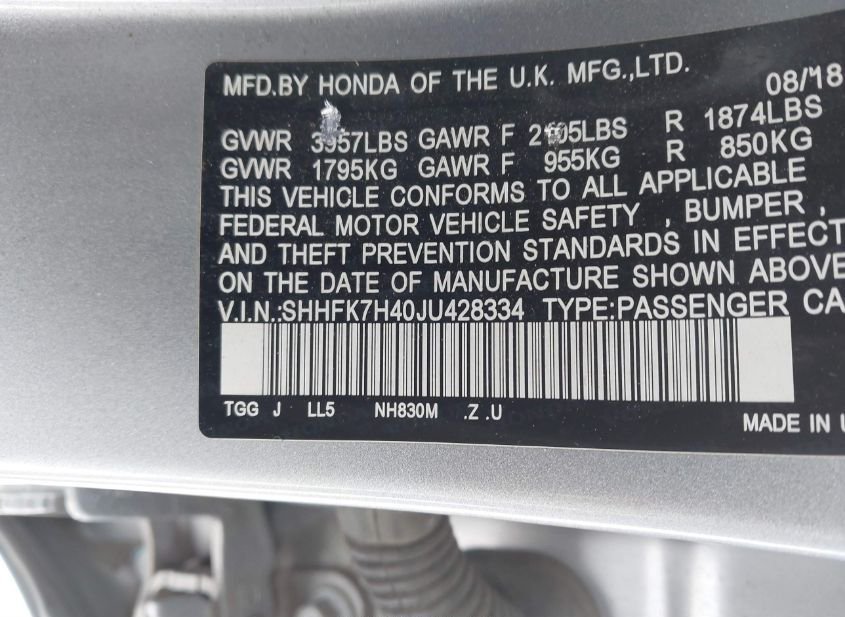 MFD.BY HONDA OF THE U.K. MFG.,LTD. 08/18
GVWR 3957LBS GAWR F 2105LBS R 1874LBS
GVWR 1795KG GAWR F 955KG R 850KG
THIS VEHICLE CONFORMS TO ALL APPLICABLE
FEDERAL MOTOR VEHICLE SAFETY , BUMPER ,
AND THEFT PREVENTION STANDARDS IN EFFECT
ON THE DATE OF MANUFACTURE SHOWN ABOVE
V.I.N.:SHHFK7H40JU428334 TYPE:PASSENGER CA
TGG J LL5 NH830M .Z .U
MADE IN U